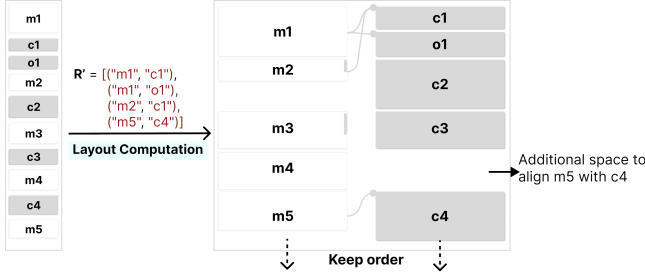 m1
c1
o1
m2
c2
m3
c3
m4
c4
m5
R' = [("m1", "c1"),
("m1", "o1"),
("m2", "c1"),
("m5", "c4")]
Layout Computation
m1
m2
m3
m4
m5
c1
o1
c2
c3
c4
Keep order
Additional space to
align m5 with c4